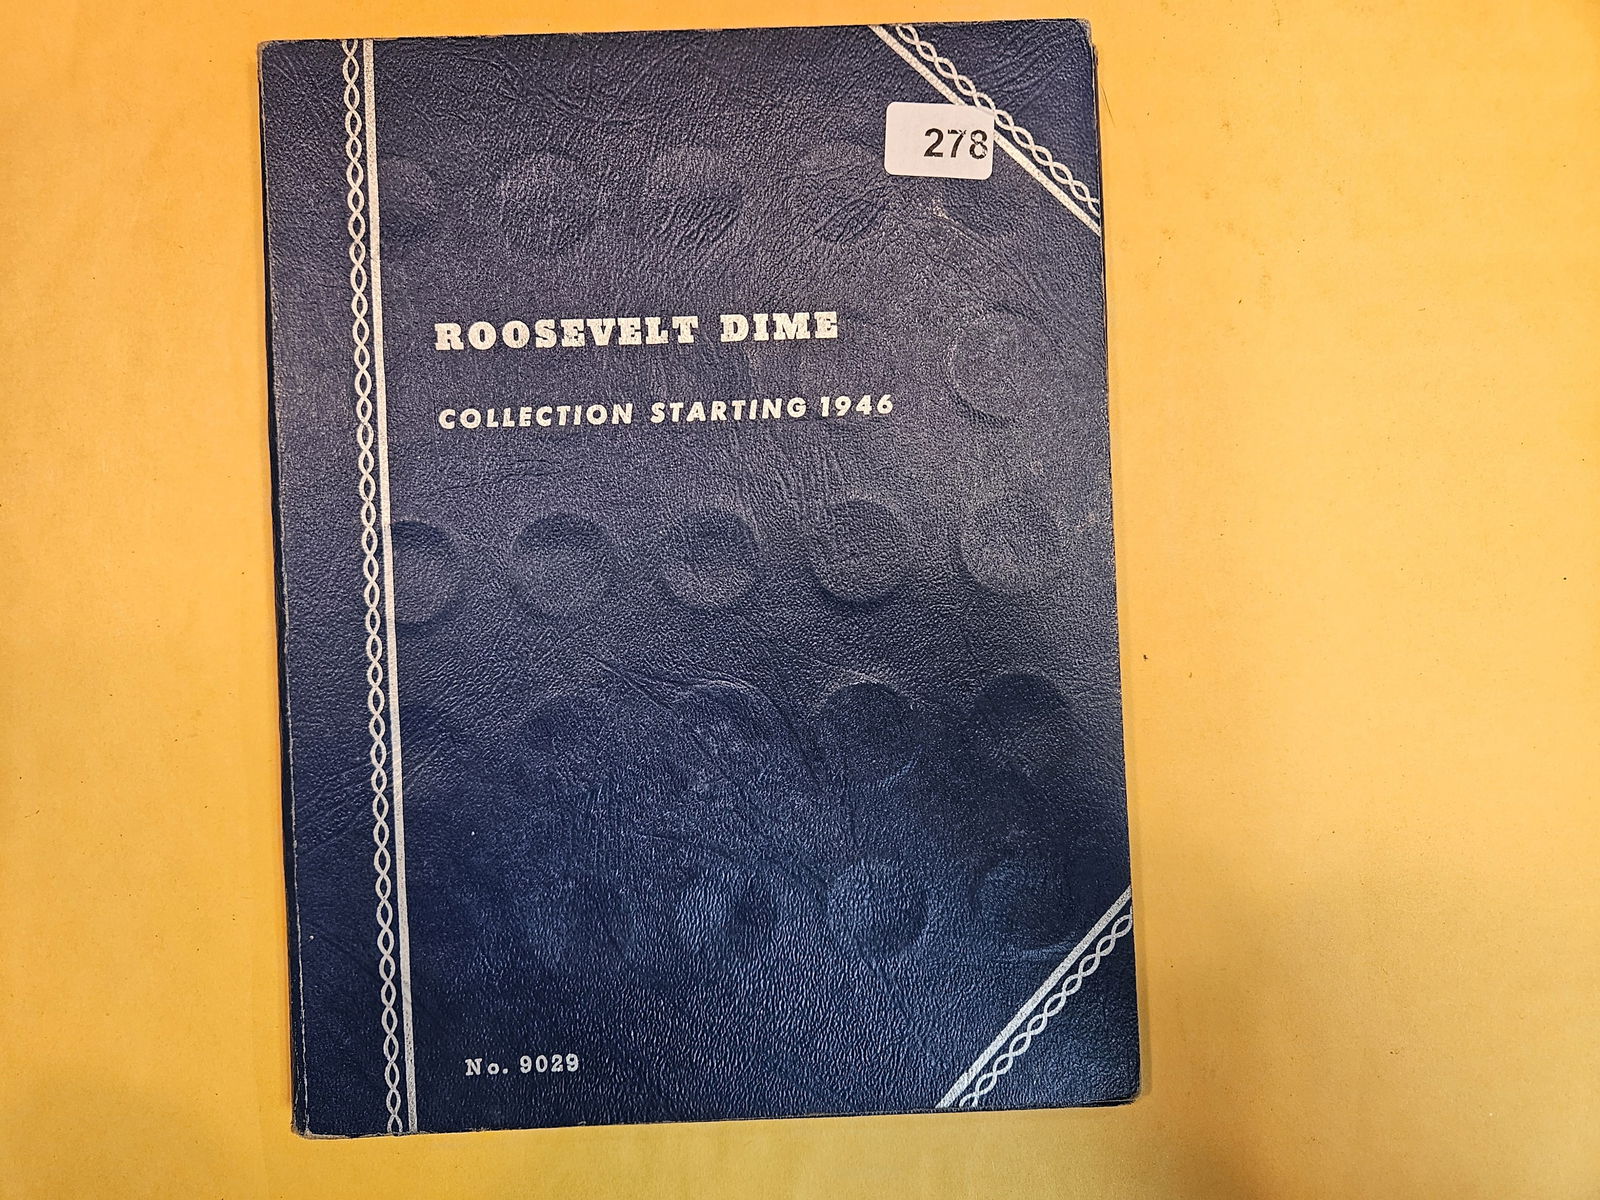 278
ROOSEVELT DIME
COLLECTION STARTING 1946
No. 9029